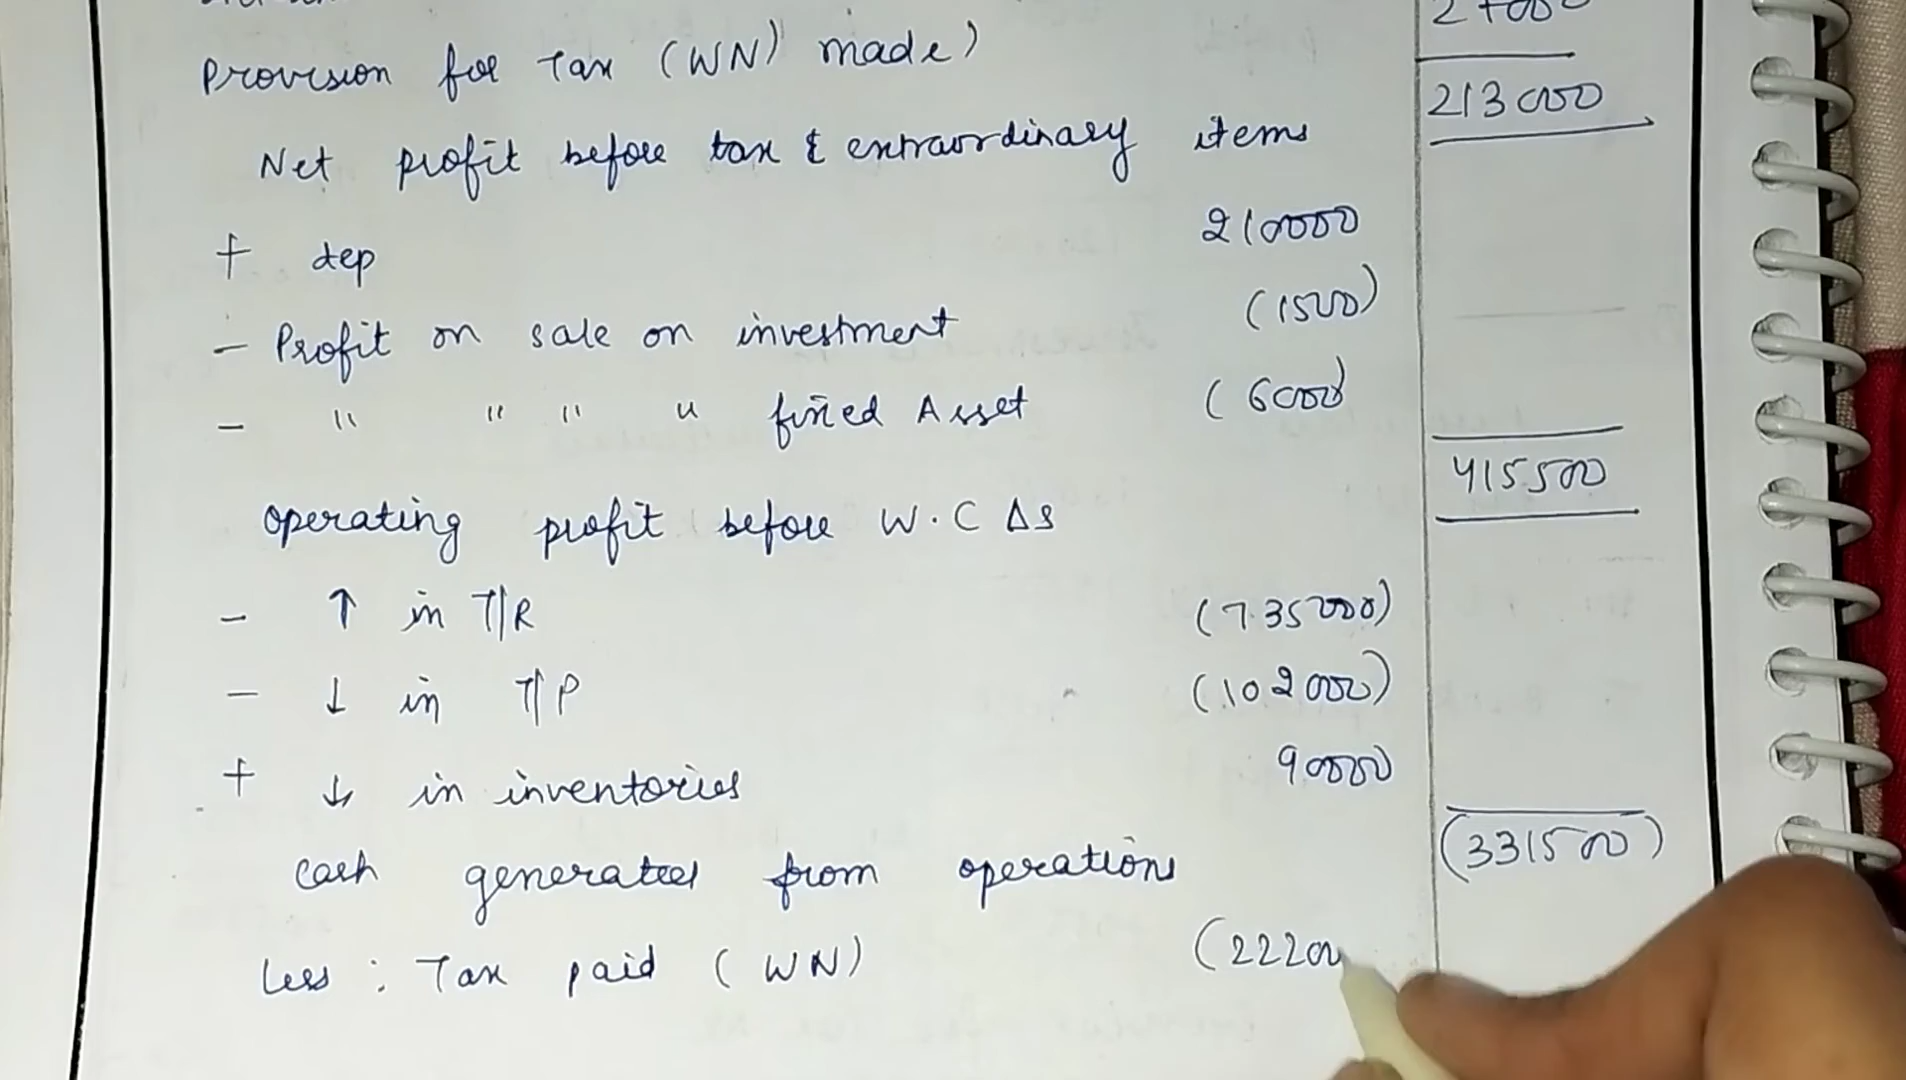 Provision for Tax (WN) made)
213000
Net profit before tax & extraordinary items
+ dep 210000
- Profit on sale on investment (1500)
- " " " " fixed Asset (6000)
415500
operating profit before W.C Δs
- ↑ in T/R (735000)
- ↓ in T/P (102000)
+ ↓ in inventories 90000
(331500)
cash generated from operations
less : Tax paid (WN) (2220